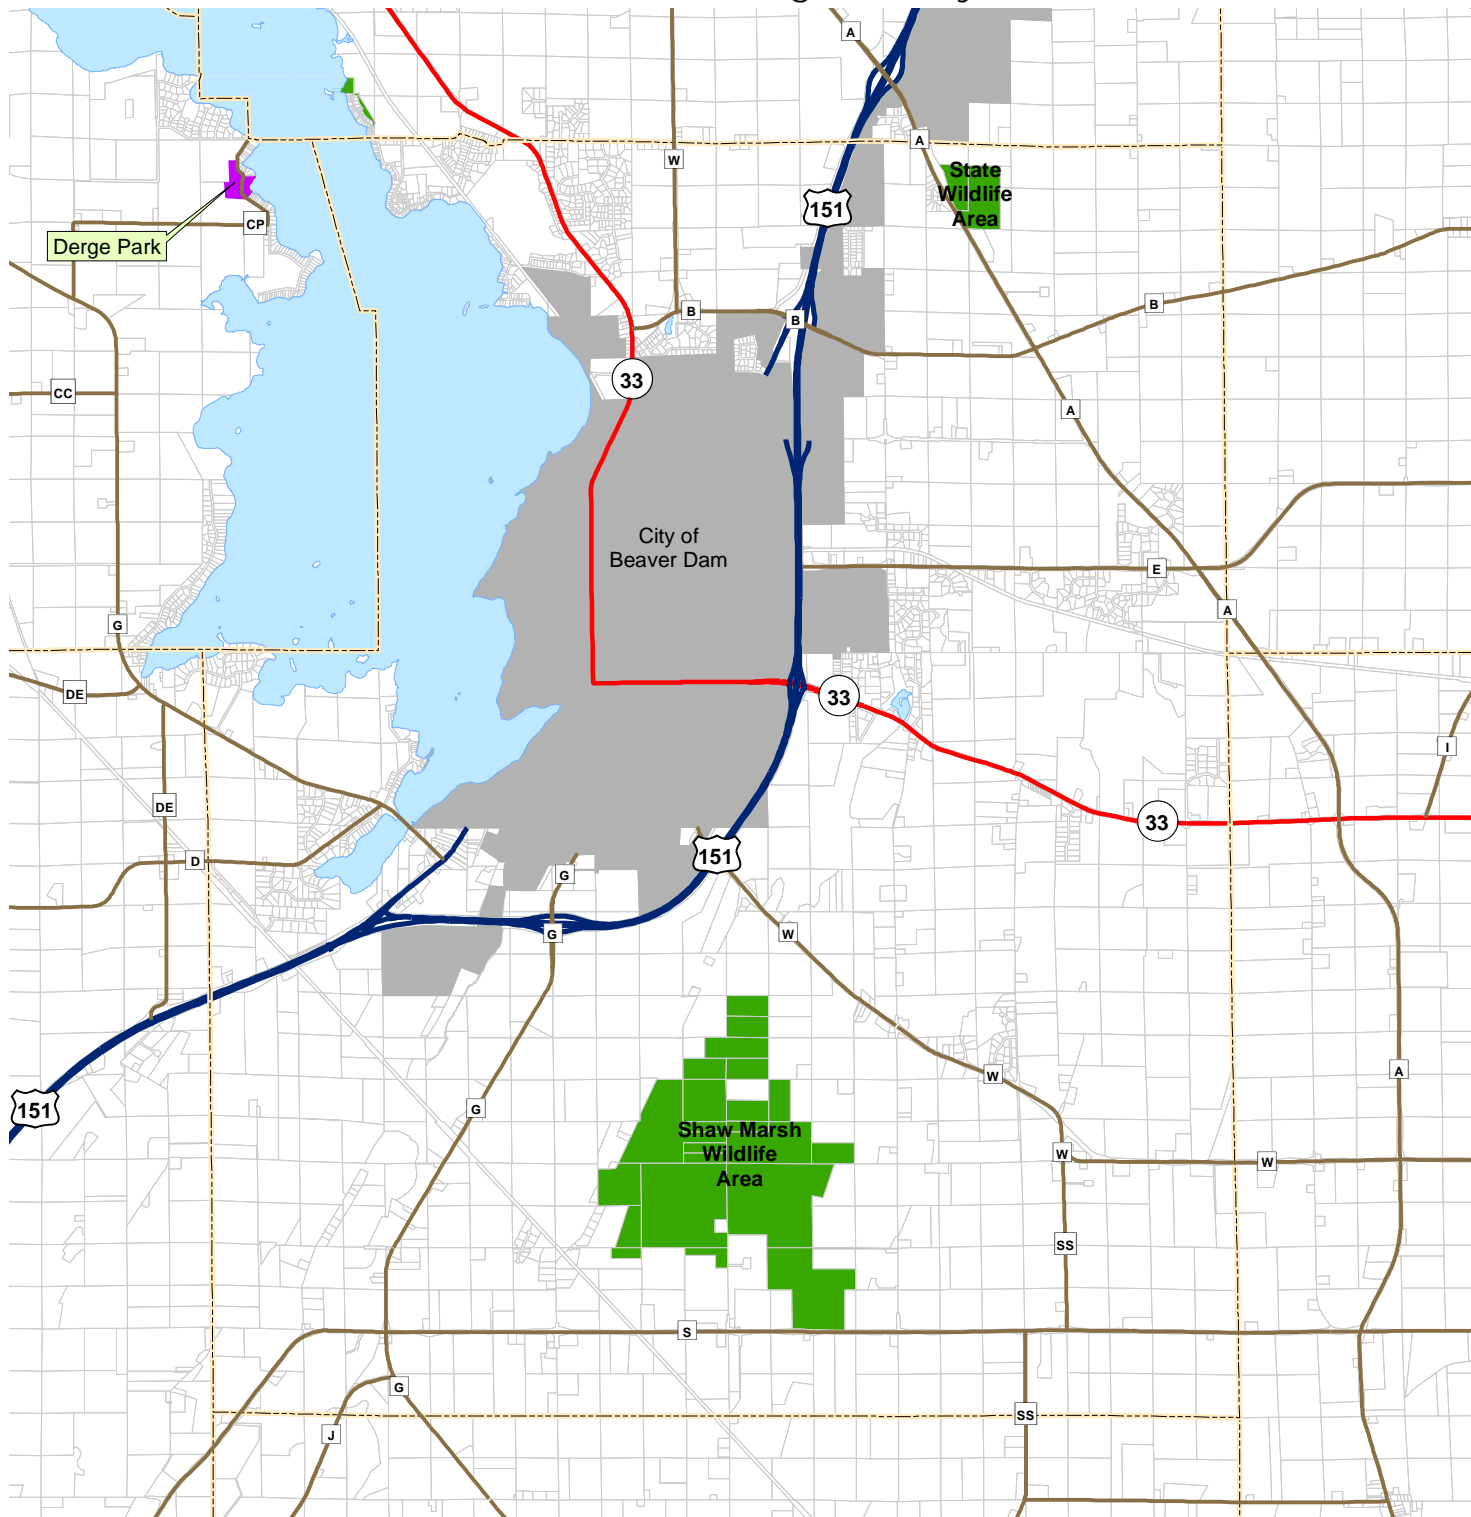 A
A
W
State
Wildlife
Area
151
CP
Derge Park
B
B
B
33
CC
A
City of
Beaver Dam
E
A
G
DE
33
I
DE
33
151
D
G
G
W
W
A
151
G
Shaw Marsh
Wildlife
Area
W
W
SS
S
G
SS
J